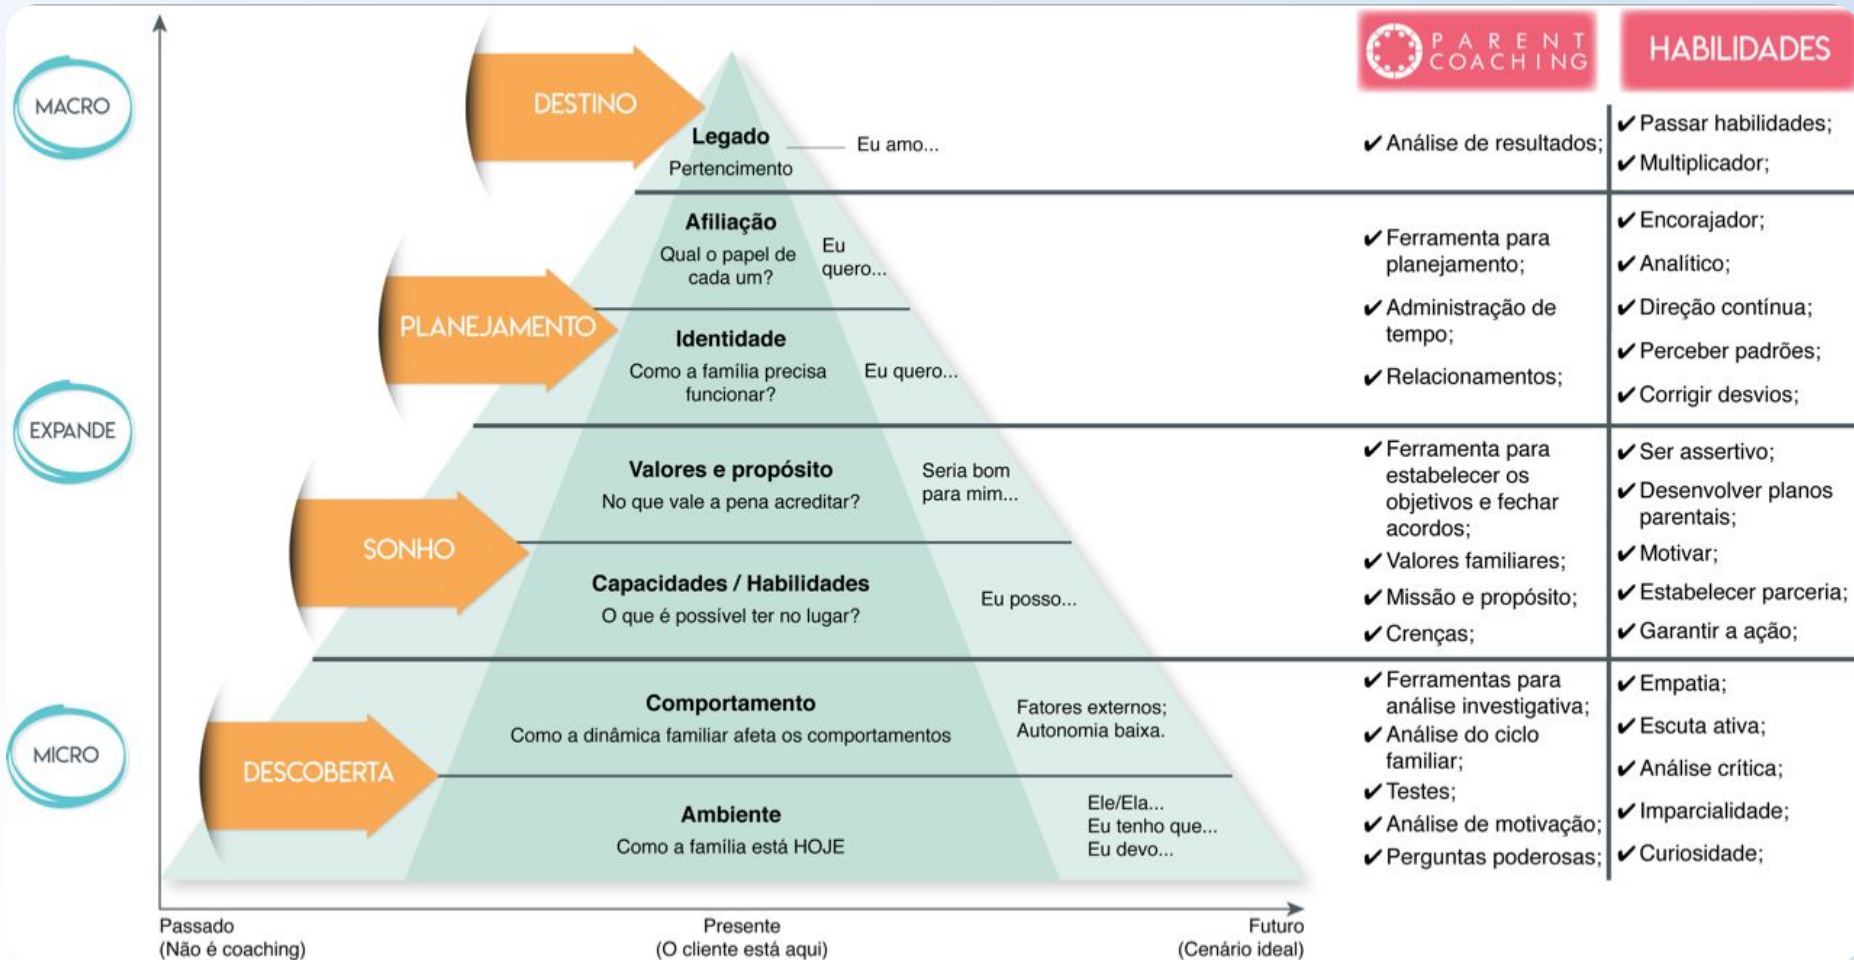 MACRO
EXPANDE
MICRO
DESTINO
PLANEJAMENTO
SONHO
DESCOBERTA
Legado
Pertencimento
Eu amo...
Afiliação
Qual o papel de
cada um?
Eu
quero...
Identidade
Como a família precisa
funcionar?
Eu quero...
Valores e propósito
No que vale a pena acreditar?
Seria bom
para mim...
Capacidades / Habilidades
O que é possível ter no lugar?
Eu posso...
Comportamento
Como a dinâmica familiar afeta os comportamentos
Fatores externos;
Autonomia baixa.
Ambiente
Como a família está HOJE
Ele/Ela...
Eu tenho que...
Eu devo...
Passado
(Não é coaching)
Presente
(O cliente está aqui)
Futuro
(Cenário ideal)
PARENT
COACHING
✔ Análise de resultados;
✔ Ferramenta para
planejamento;
✔ Administração de
tempo;
✔ Relacionamentos;
✔ Ferramenta para
estabelecer os
objetivos e fechar
acordos;
✔ Valores familiares;
✔ Missão e propósito;
✔ Crenças;
✔ Ferramentas para
análise investigativa;
✔ Análise do ciclo
familiar;
✔ Testes;
✔ Análise de motivação;
✔ Perguntas poderosas;
HABILIDADES
✔ Passar habilidades;
✔ Multiplicador;
✔ Encorajador;
✔ Analítico;
✔ Direção contínua;
✔ Perceber padrões;
✔ Corrigir desvios;
✔ Ser assertivo;
✔ Desenvolver planos
parentais;
✔ Motivar;
✔ Estabelecer parceria;
✔ Garantir a ação;
✔ Empatia;
✔ Escuta ativa;
✔ Análise crítica;
✔ Imparcialidade;
✔ Curiosidade;